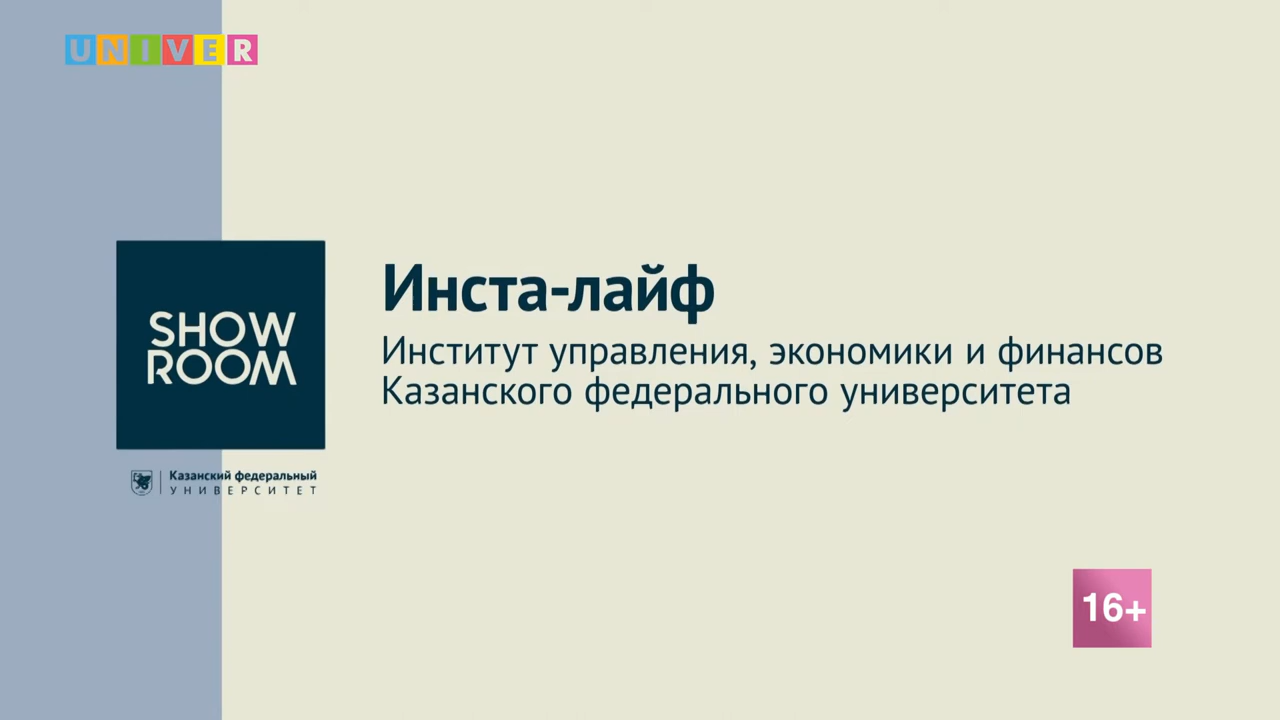 UNIVER
SHOW
ROOM
Инста-лайф
Институт управления, экономики и финансов
Казанского федерального университета
Казанский федеральный
УНИВЕРСИТЕТ
16+